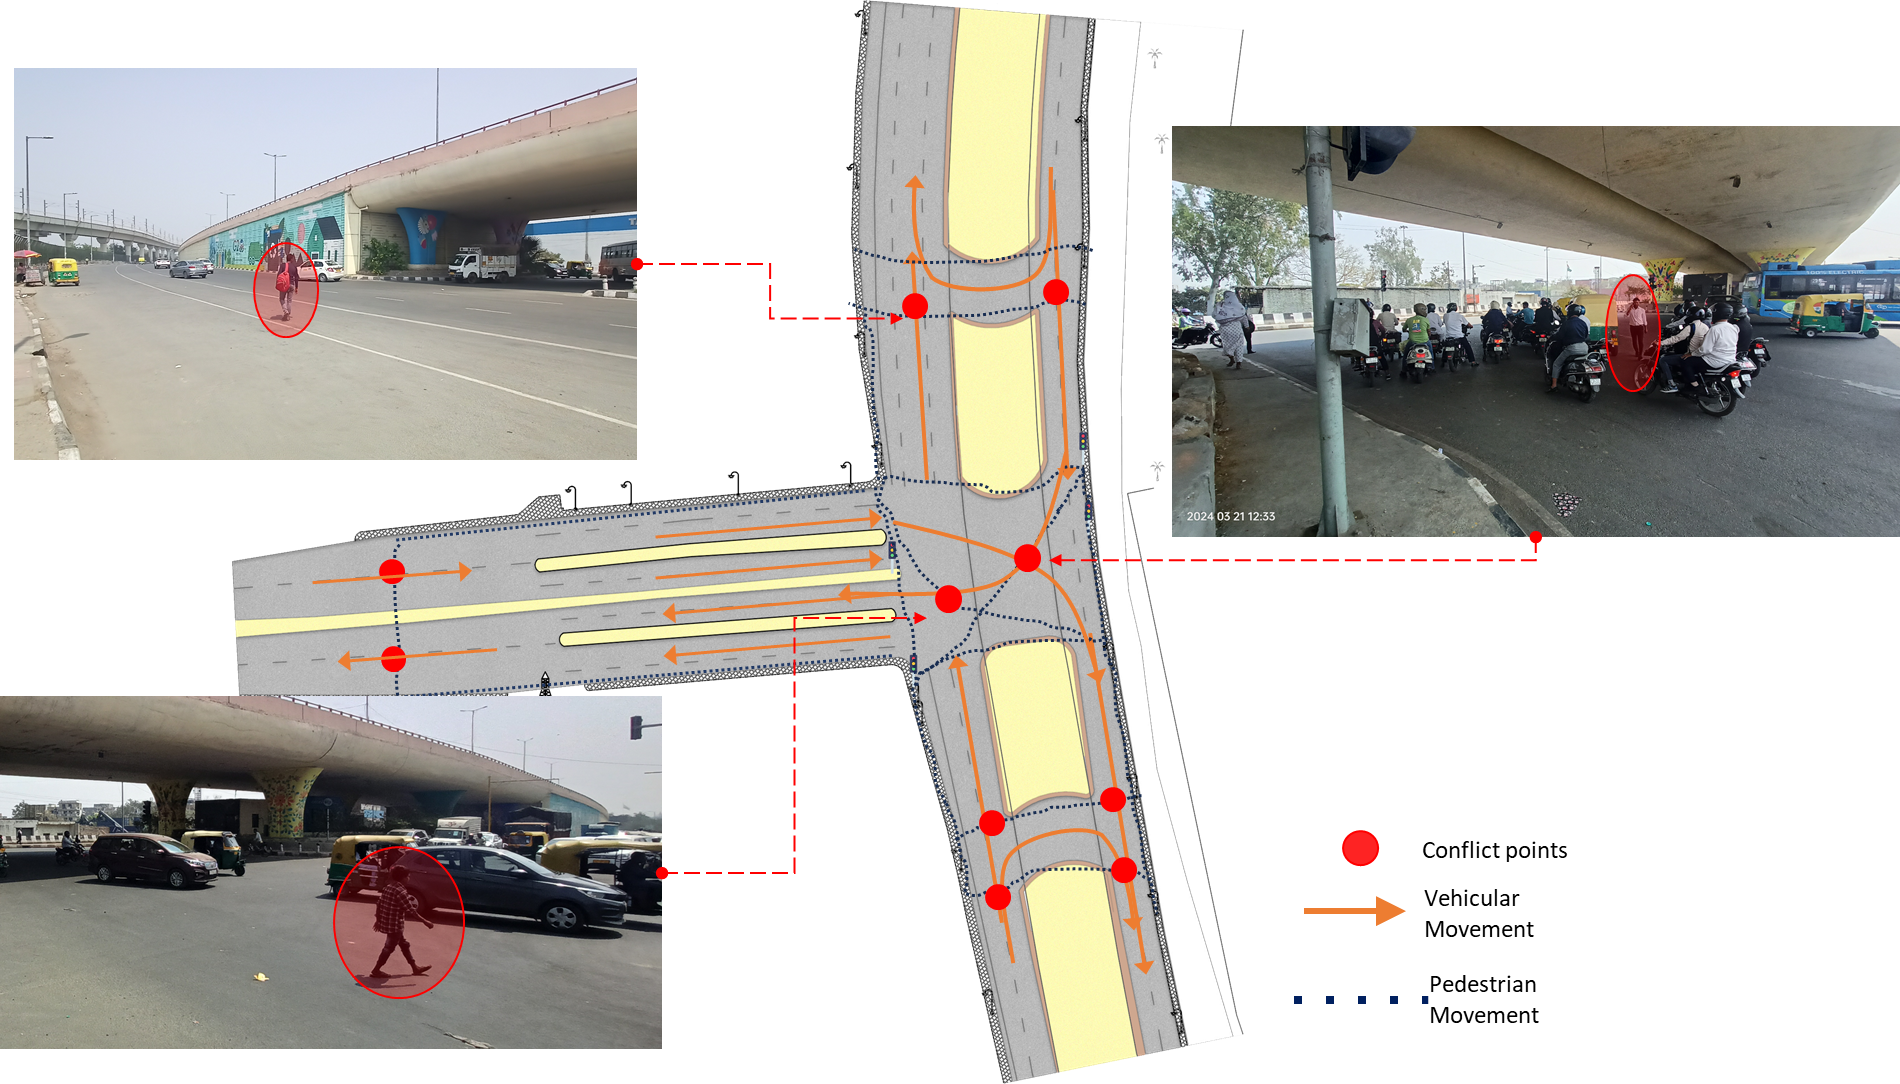 2024 03 21 12:33
Conflict points
Vehicular
Movement
Pedestrian
Movement